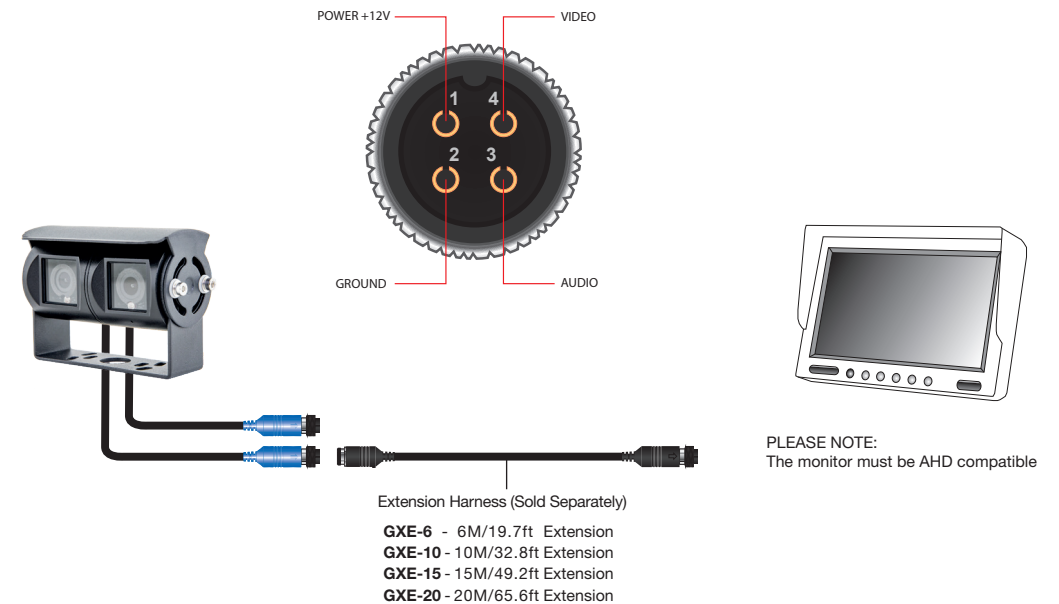 POWER +12V
VIDEO
1 4
2 3
GROUND
AUDIO
PLEASE NOTE:
The monitor must be AHD compatible
Extension Harness (Sold Separately)
GXE-6 - 6M/19.7ft Extension
GXE-10 - 10M/32.8ft Extension
GXE-15 - 15M/49.2ft Extension
GXE-20 - 20M/65.6ft Extension